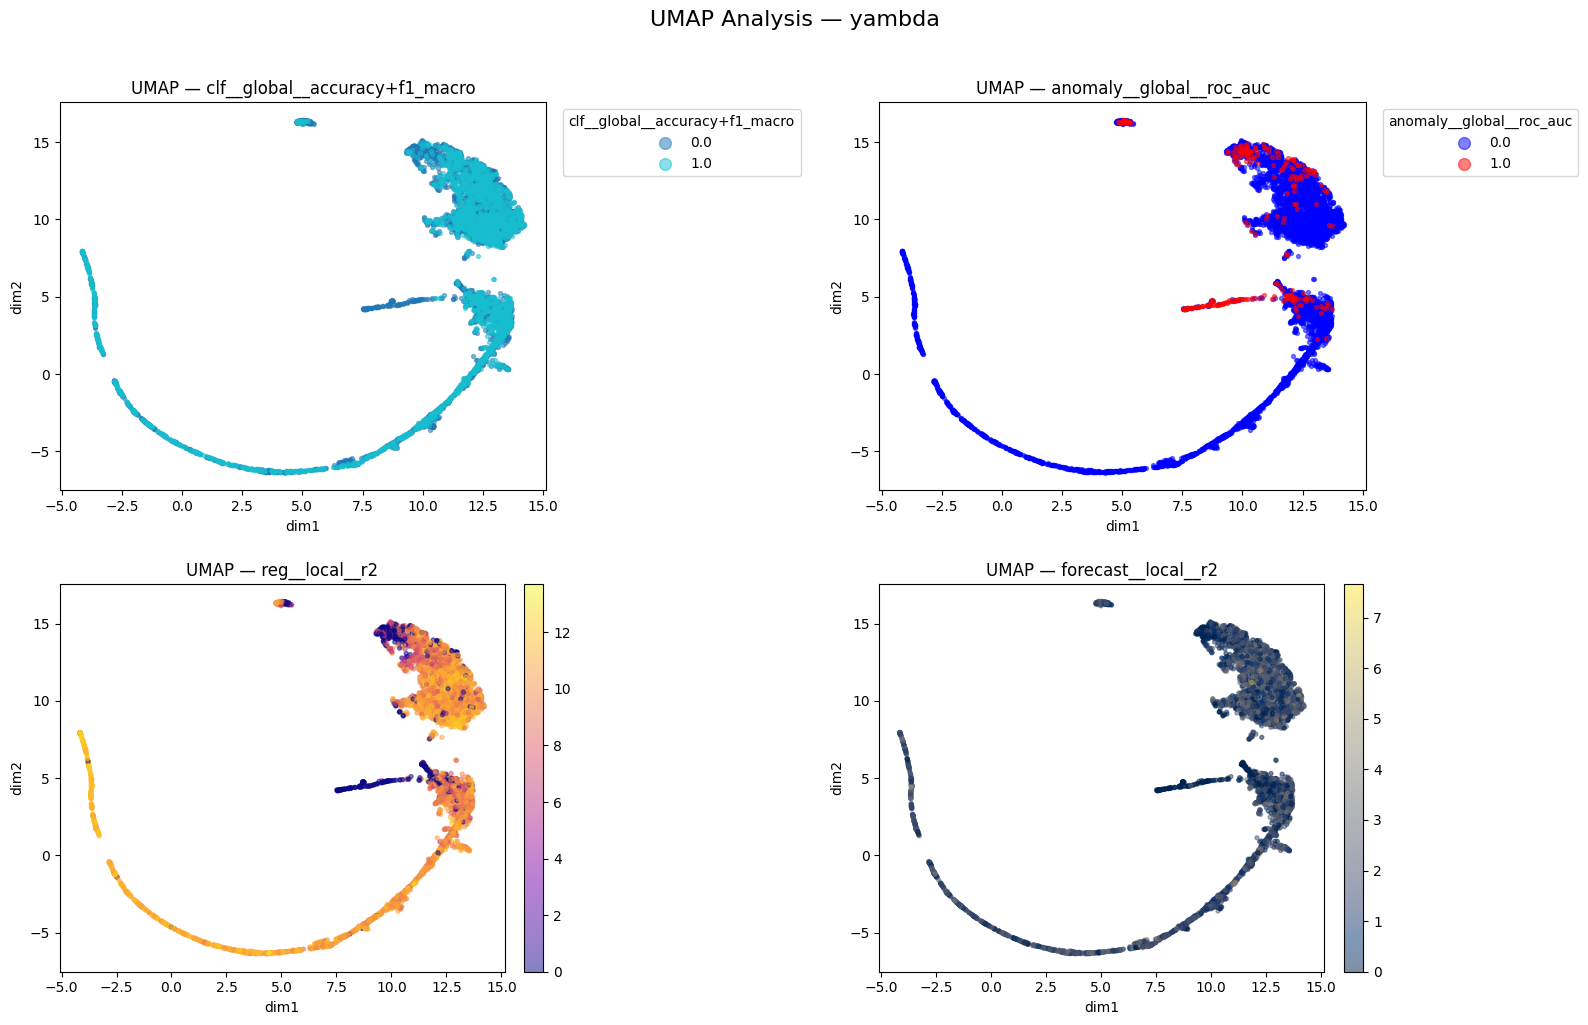 UMAP Analysis — yambda
UMAP — clf__global__accuracy+f1_macro
15
10
5
0
−5
dim2
−5.0 −2.5 0.0 2.5 5.0 7.5 10.0 12.5 15.0
dim1
clf__global__accuracy+f1_macro
0.0
1.0
UMAP — anomaly__global__roc_auc
15
10
5
0
−5
dim2
−5.0 −2.5 0.0 2.5 5.0 7.5 10.0 12.5 15.0
dim1
anomaly__global__roc_auc
0.0
1.0
UMAP — reg__local__r2
15
10
5
0
−5
dim2
−5.0 −2.5 0.0 2.5 5.0 7.5 10.0 12.5 15.0
dim1
12
10
8
6
4
2
0
UMAP — forecast__local__r2
15
10
5
0
−5
dim2
−5.0 −2.5 0.0 2.5 5.0 7.5 10.0 12.5 15.0
dim1
7
6
5
4
3
2
1
0